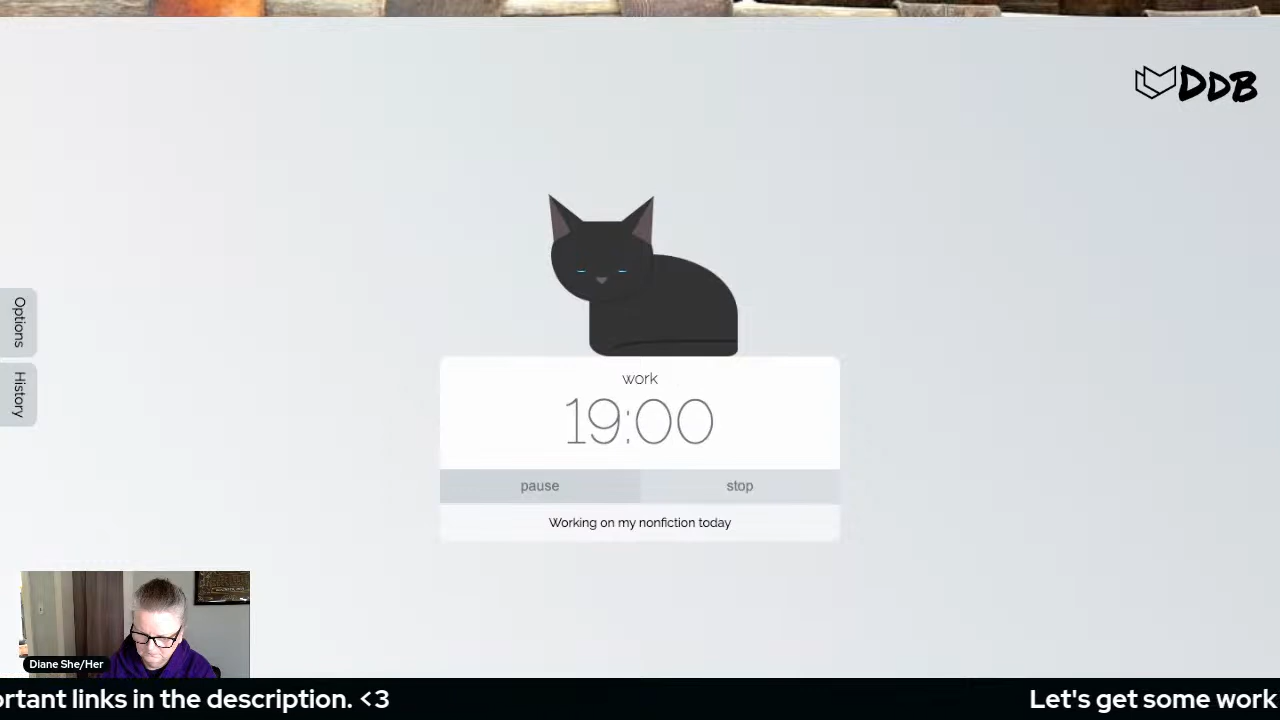 DDB
Options
History
work
19:00
pause
stop
Working on my nonfiction today
Diane She/Her
ortant links in the description. <3
Let's get some work